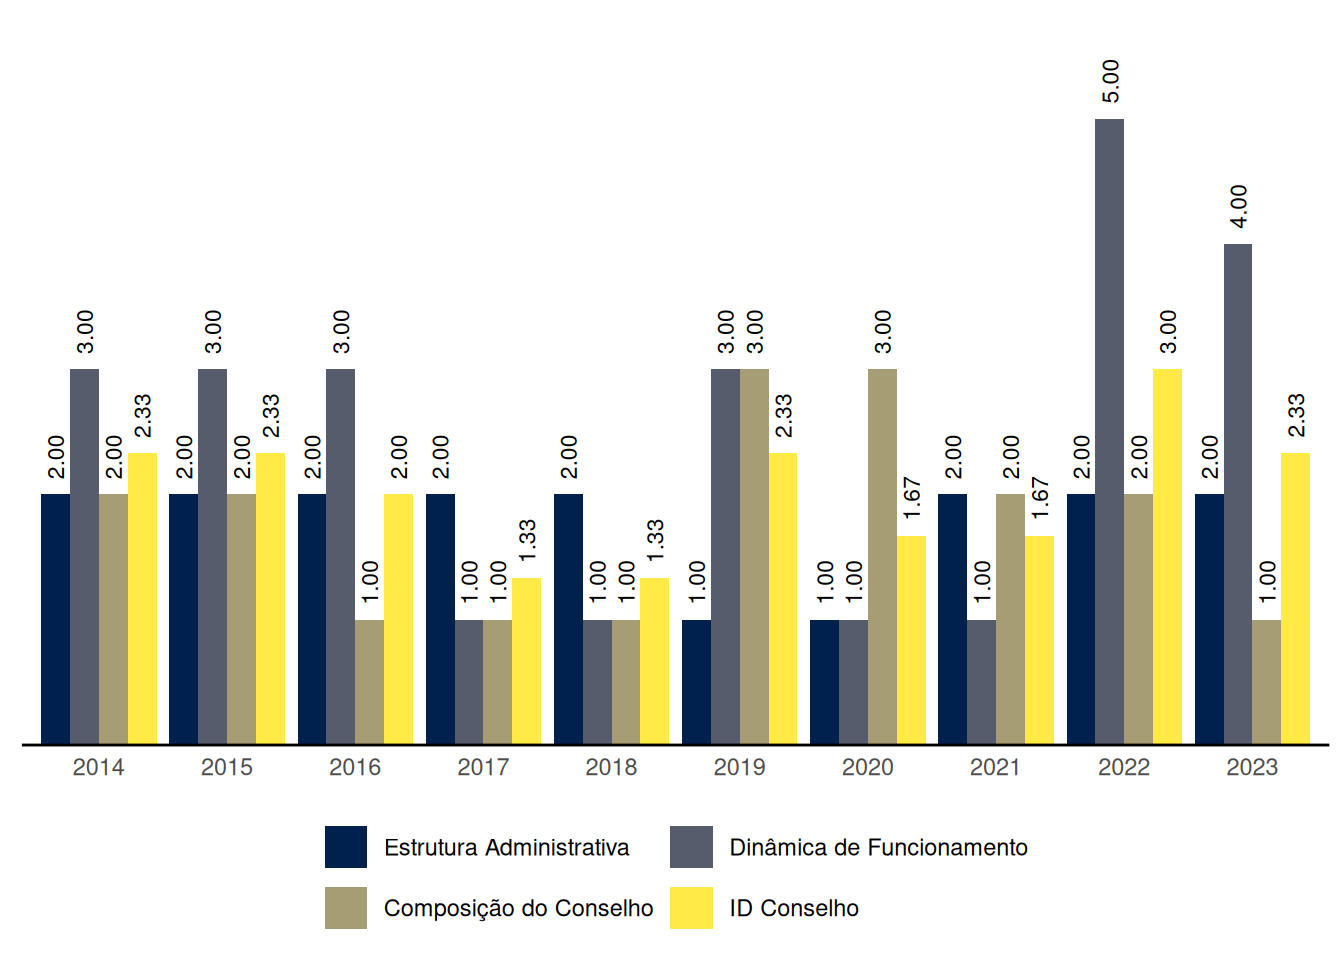 5.00
4.00
3.00 3.00 3.00 3.00 3.00 3.00 3.00
2.33 2.33 2.33 2.33
2.00 2.00 2.00 2.00 2.00 2.00 2.00 2.00 2.00 2.00 2.00 2.00 2.00
1.67 1.67
1.33 1.33
1.00 1.00 1.00 1.00 1.00 1.00 1.00 1.00 1.00 1.00
2014 2015 2016 2017 2018 2019 2020 2021 2022 2023
Estrutura Administrativa Dinâmica de Funcionamento
Composição do Conselho ID Conselho